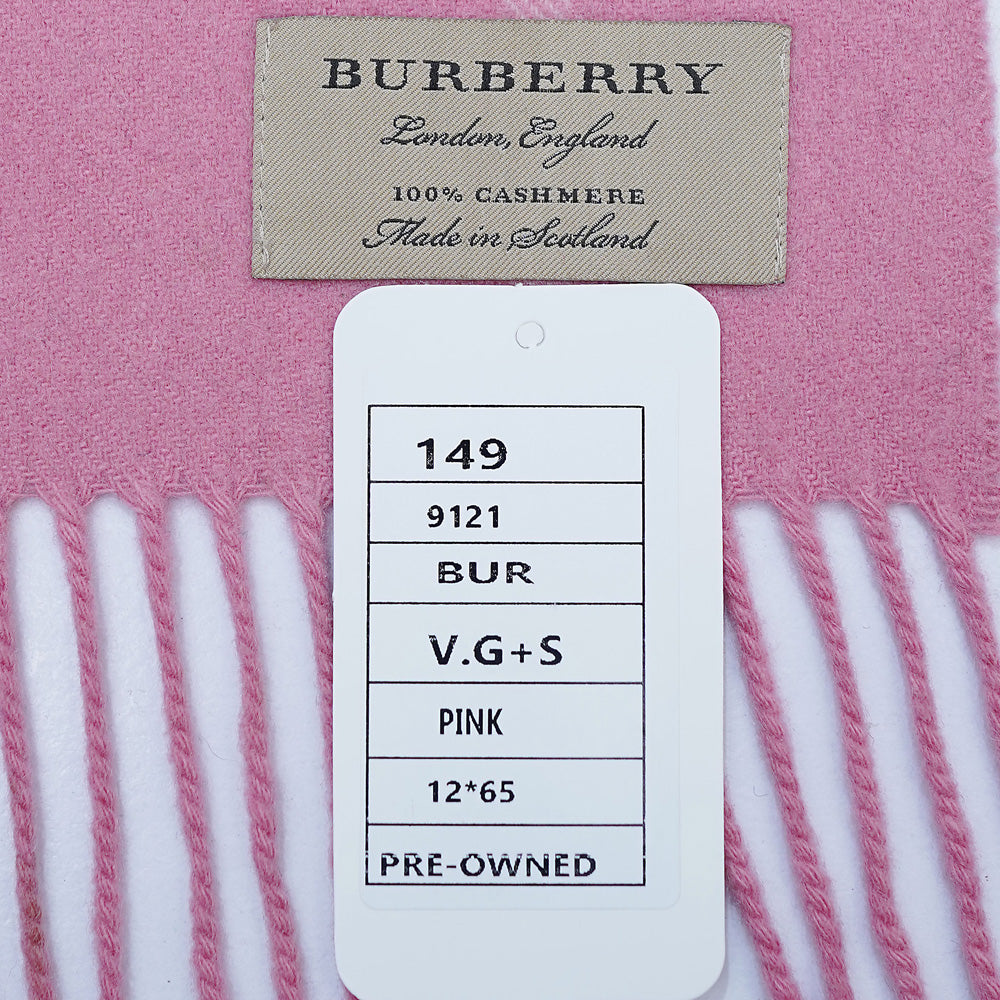 BURBERRY
London, England
100% CASHMERE
Made in Scotland
149
9121
BUR
V.G+S
PINK
12*65
PRE-OWNED